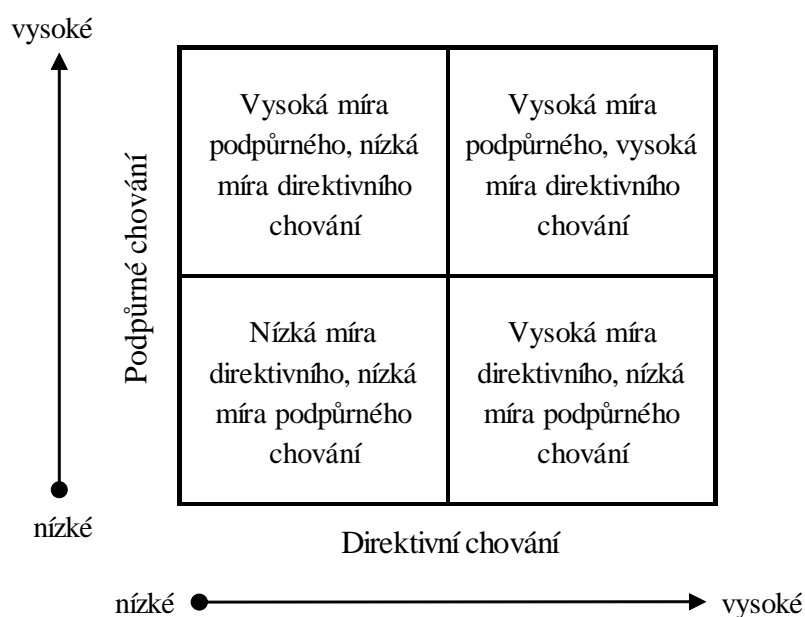 vysoké
Podpůrné chování
nízké
Vysoká míra
podpůrného, nízká
míra direktivního
chování
Vysoká míra
podpůrného, vysoká
míra direktivního
chování
Nízká míra
direktivního, nízká
míra podpůrného
chování
Vysoká míra
direktivního, nízká
míra podpůrného
chování
Direktivní chování
nízké
vysoké